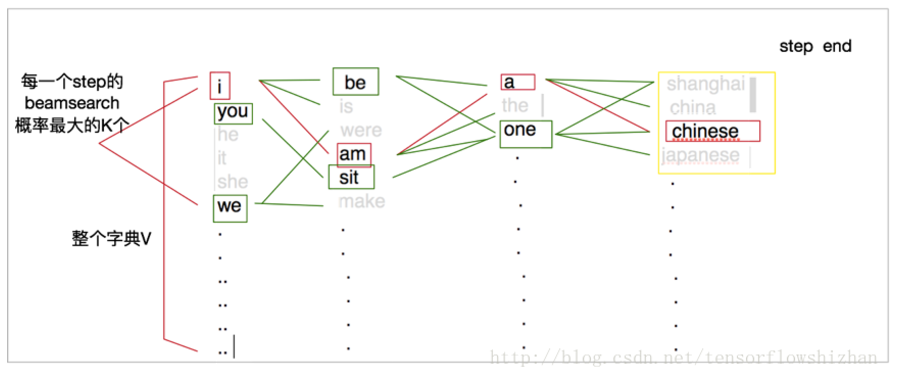 step end
每一个step的
beamsearch
概率最大的K个
整个字典V
i
you
he
it
she
we
be
is
were
am
sit
make
a
the
one
shanghai
china
chinese
japanese
http://blog.csdn.net/tensorflowshizhan